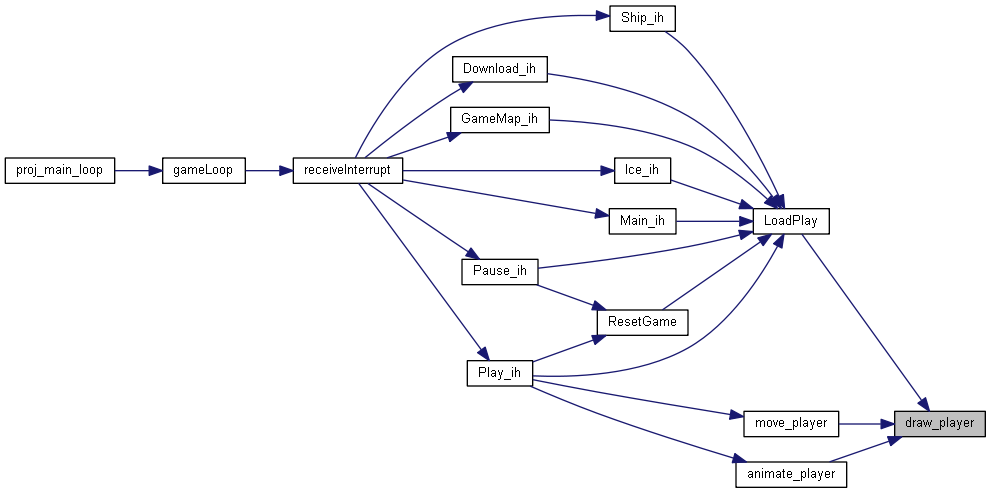 Ship_ih
Download_ih
GameMap_ih
proj_main_loop
gameLoop
receiveInterrupt
Ice_ih
Main_ih
LoadPlay
Pause_ih
ResetGame
Play_ih
move_player
draw_player
animate_player